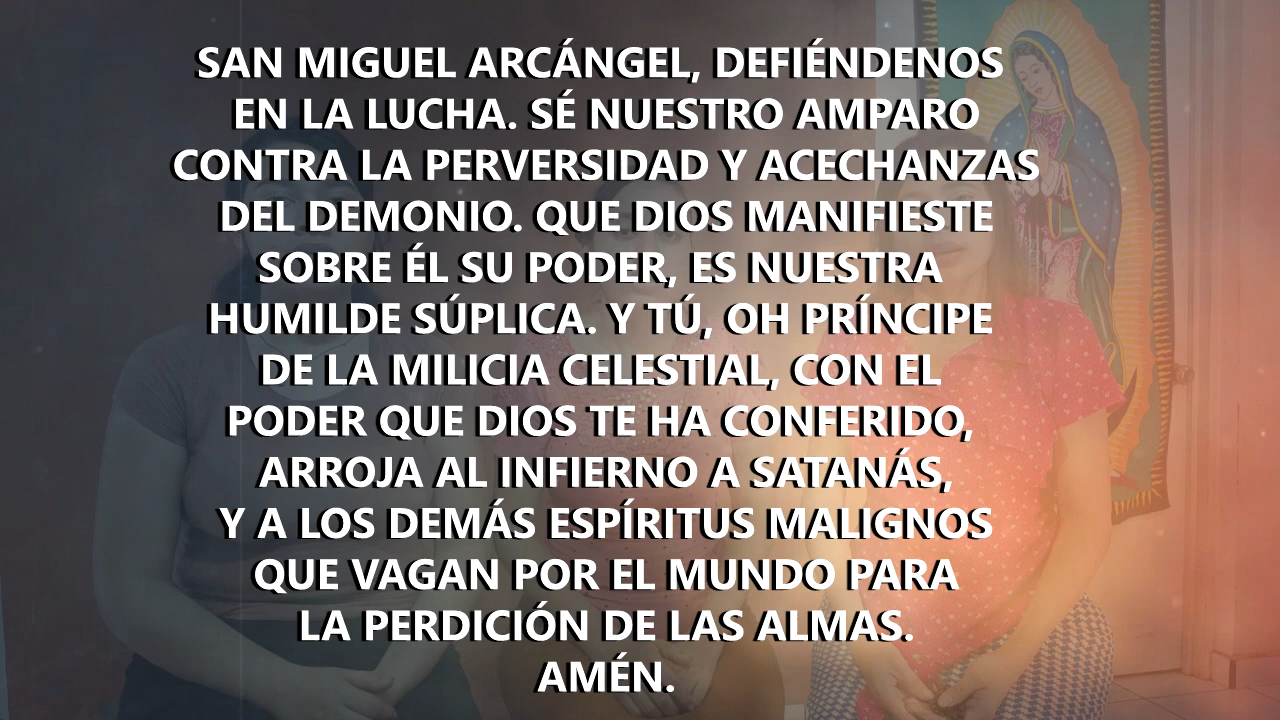 SAN MIGUEL ARCÁNGEL, DEFIÉNDENOS
EN LA LUCHA. SÉ NUESTRO AMPARO
CONTRA LA PERVERSIDAD Y ACECHANZAS
DEL DEMONIO. QUE DIOS MANIFIESTE
SOBRE ÉL SU PODER, ES NUESTRA
HUMILDE SÚPLICA. Y TÚ, OH PRÍNCIPE
DE LA MILICIA CELESTIAL, CON EL
PODER QUE DIOS TE HA CONFERIDO,
ARROJA AL INFIERNO A SATANÁS,
Y A LOS DEMÁS ESPÍRITUS MALIGNOS
QUE VAGAN POR EL MUNDO PARA
LA PERDICIÓN DE LAS ALMAS.
AMÉN.